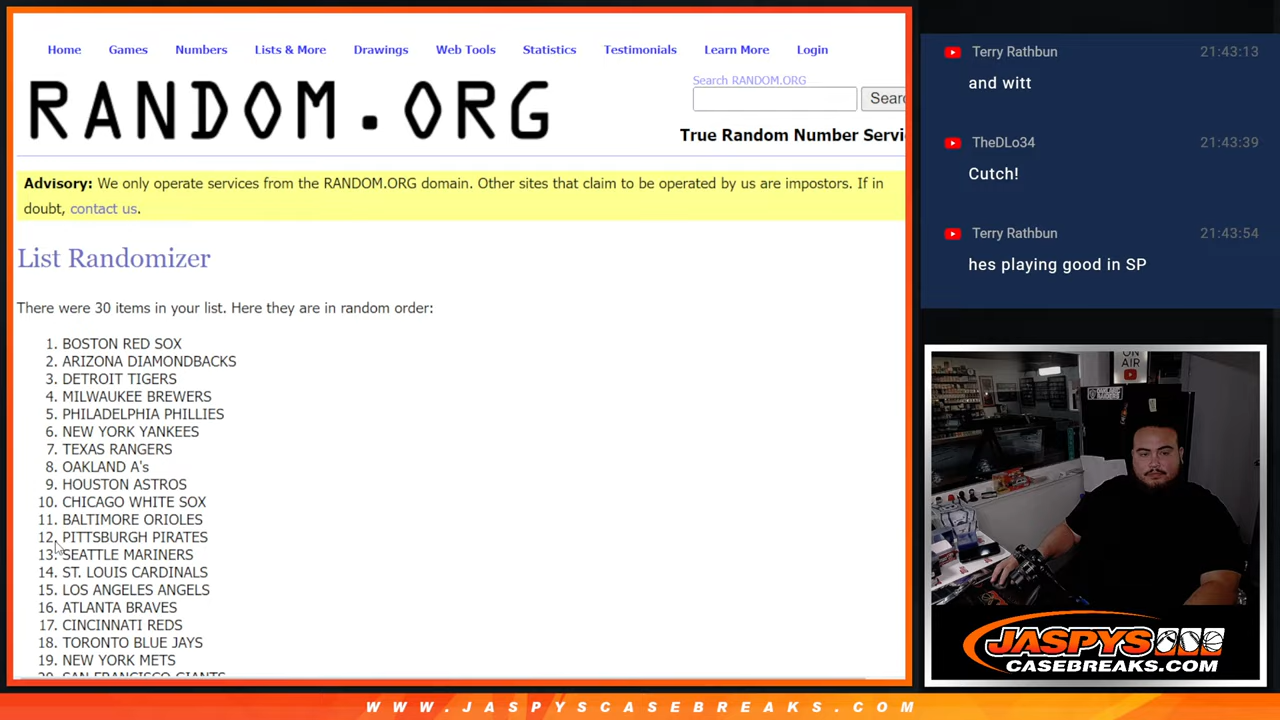 Home Games Numbers Lists & More Drawings Web Tools Statistics Testimonials Learn More Login
RANDOM.ORG
Search RANDOM.ORG
Searc
True Random Number Servi
Advisory: We only operate services from the RANDOM.ORG domain. Other sites that claim to be operated by us are impostors. If in
doubt, contact us.
List Randomizer
There were 30 items in your list. Here they are in random order:
1. BOSTON RED SOX
2. ARIZONA DIAMONDBACKS
3. DETROIT TIGERS
4. MILWAUKEE BREWERS
5. PHILADELPHIA PHILLIES
6. NEW YORK YANKEES
7. TEXAS RANGERS
8. OAKLAND A's
9. HOUSTON ASTROS
10. CHICAGO WHITE SOX
11. BALTIMORE ORIOLES
12. PITTSBURGH PIRATES
13. SEATTLE MARINERS
14. ST. LOUIS CARDINALS
15. LOS ANGELES ANGELS
16. ATLANTA BRAVES
17. CINCINNATI REDS
18. TORONTO BLUE JAYS
19. NEW YORK METS
20. SAN FRANCISCO GIANTS
Terry Rathbun 21:43:13
and witt
TheDLo34 21:43:39
Cutch!
Terry Rathbun 21:43:54
hes playing good in SP
ON
AIR
JASPYS
CASEBREAKS.COM
WWW.JASPYSCASEBREAKS.COM